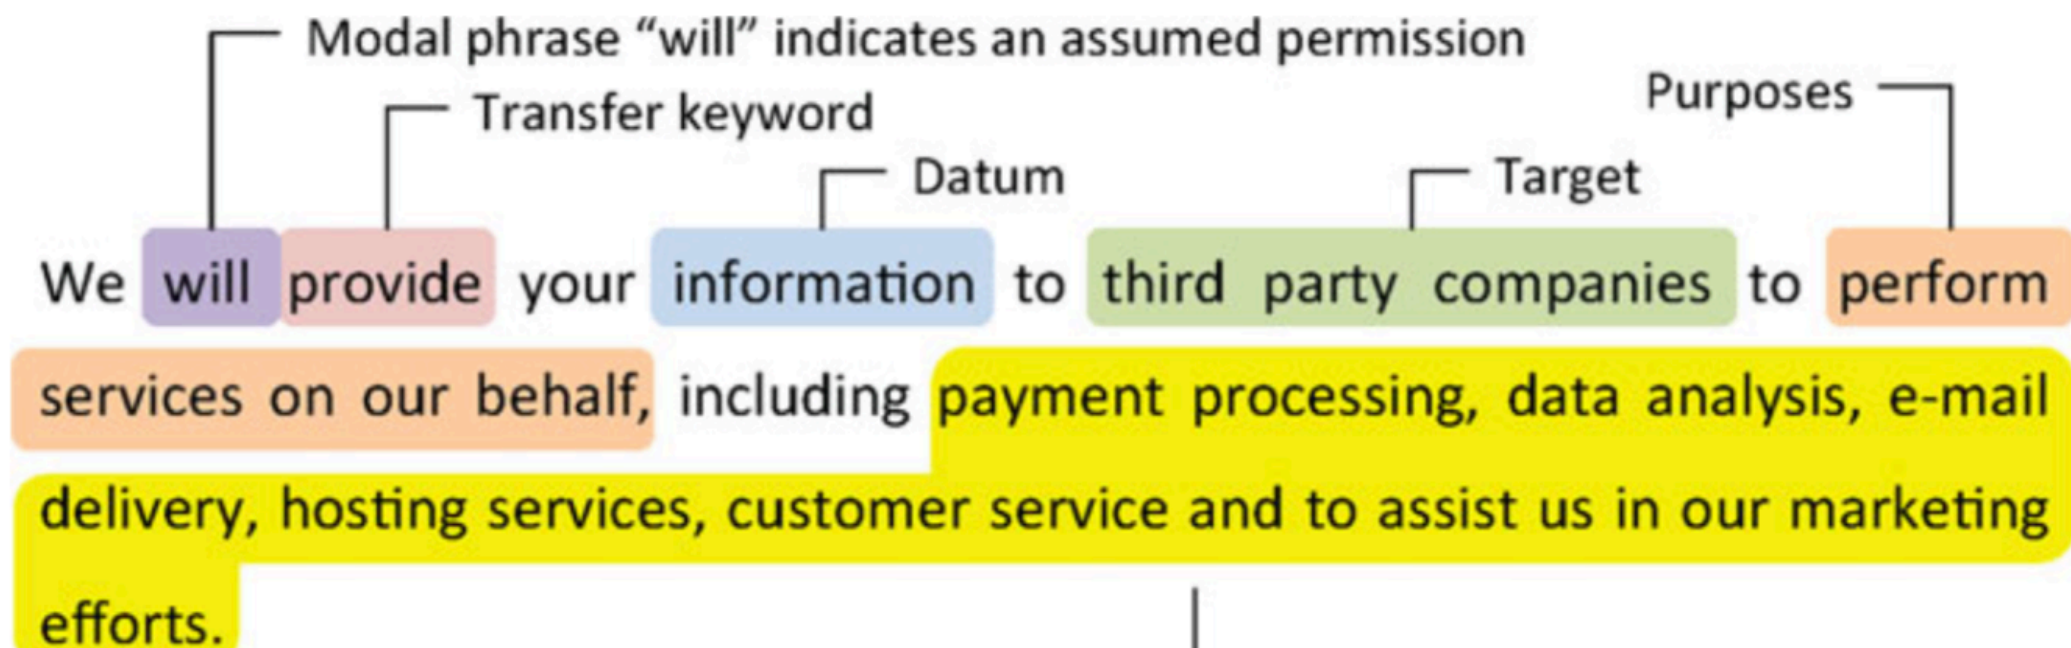 Modal phrase “will” indicates an assumed permission
Purposes
Transfer keyword
Datum
Target
We will provide your information to third party companies to perform
services on our behalf, including payment processing, data analysis, e-mail
delivery, hosting services, customer service and to assist us in our marketing
efforts.